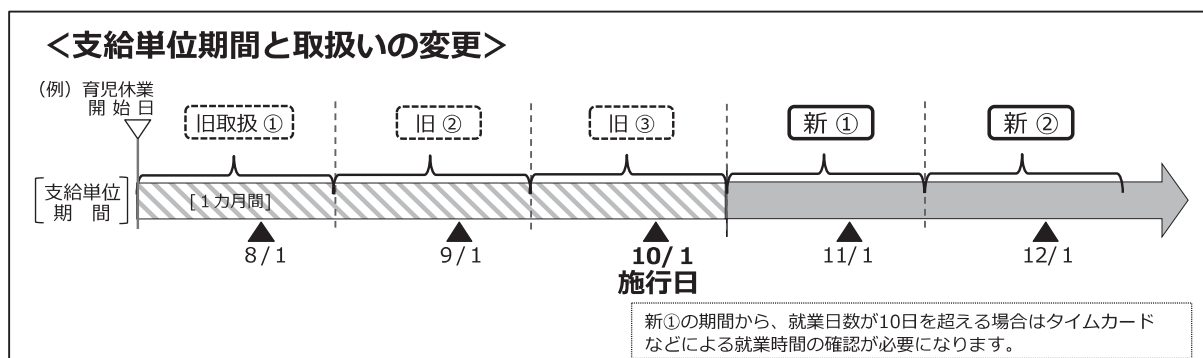 ＜支給単位期間と取扱いの変更＞
（例）育児休業
開 始 日
旧取扱 ①
旧 ②
旧 ③
新 ①
新 ②
支給単位
期　間
[１カ月間]
8/1
9/1
10/1
施行日
11/1
12/1
新①の期間から、就業日数が10日を超える場合はタイムカード
などによる就業時間の確認が必要になります。